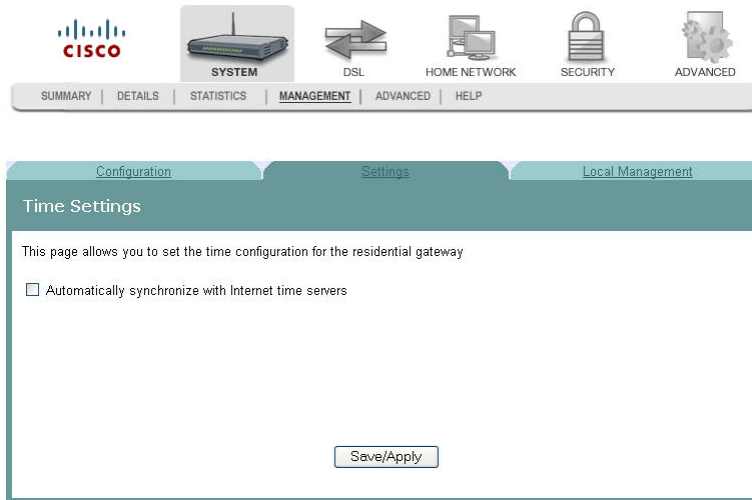 CISCO
SYSTEM DSL HOME NETWORK SECURITY ADVANCED
SUMMARY | DETAILS | STATISTICS | MANAGEMENT | ADVANCED | HELP
Configuration Settings Local Management
Time Settings
This page allows you to set the time configuration for the residential gateway
Automatically synchronize with Internet time servers
Save/Apply